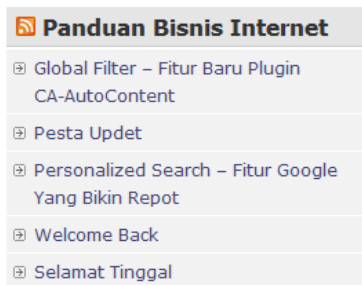 Panduan Bisnis Internet
Global Filter – Fitur Baru Plugin
CA-AutoContent
Pesta Updet
Personalized Search – Fitur Google
Yang Bikin Repot
Welcome Back
Selamat Tinggal